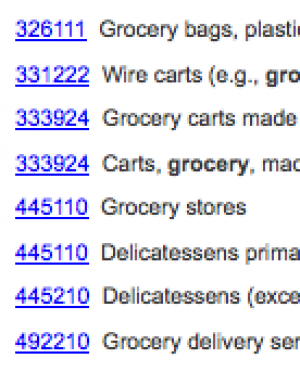 326111 Grocery bags, plasti
331222 Wire carts (e.g., gro
333924 Grocery carts made
333924 Carts, grocery, mad
445110 Grocery stores
445110 Delicatessens prima
445210 Delicatessens (exce
492210 Grocery delivery ser